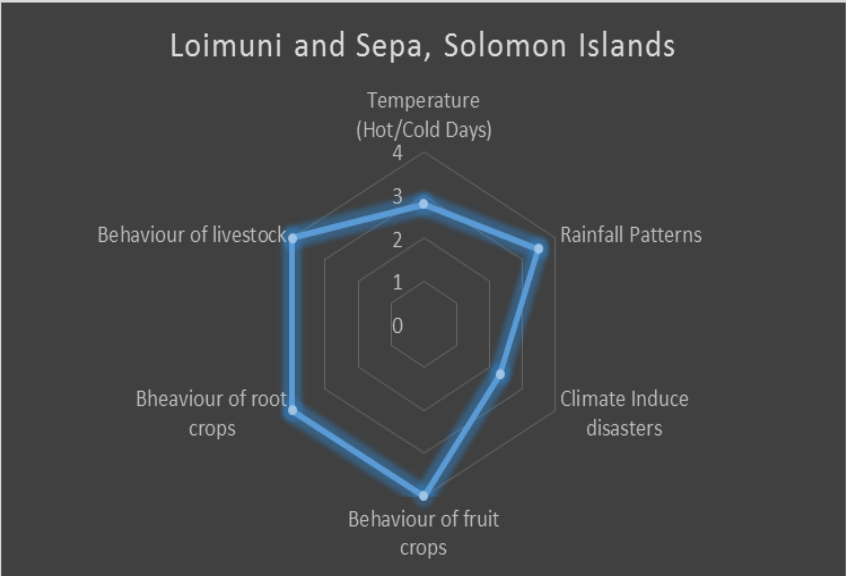 Loimuni and Sepa, Solomon Islands
Temperature
(Hot/Cold Days)
4
3
2
1
0
Behaviour of livestock
Rainfall Patterns
Bheaviour of root
crops
Climate Induce
disasters
Behaviour of fruit
crops